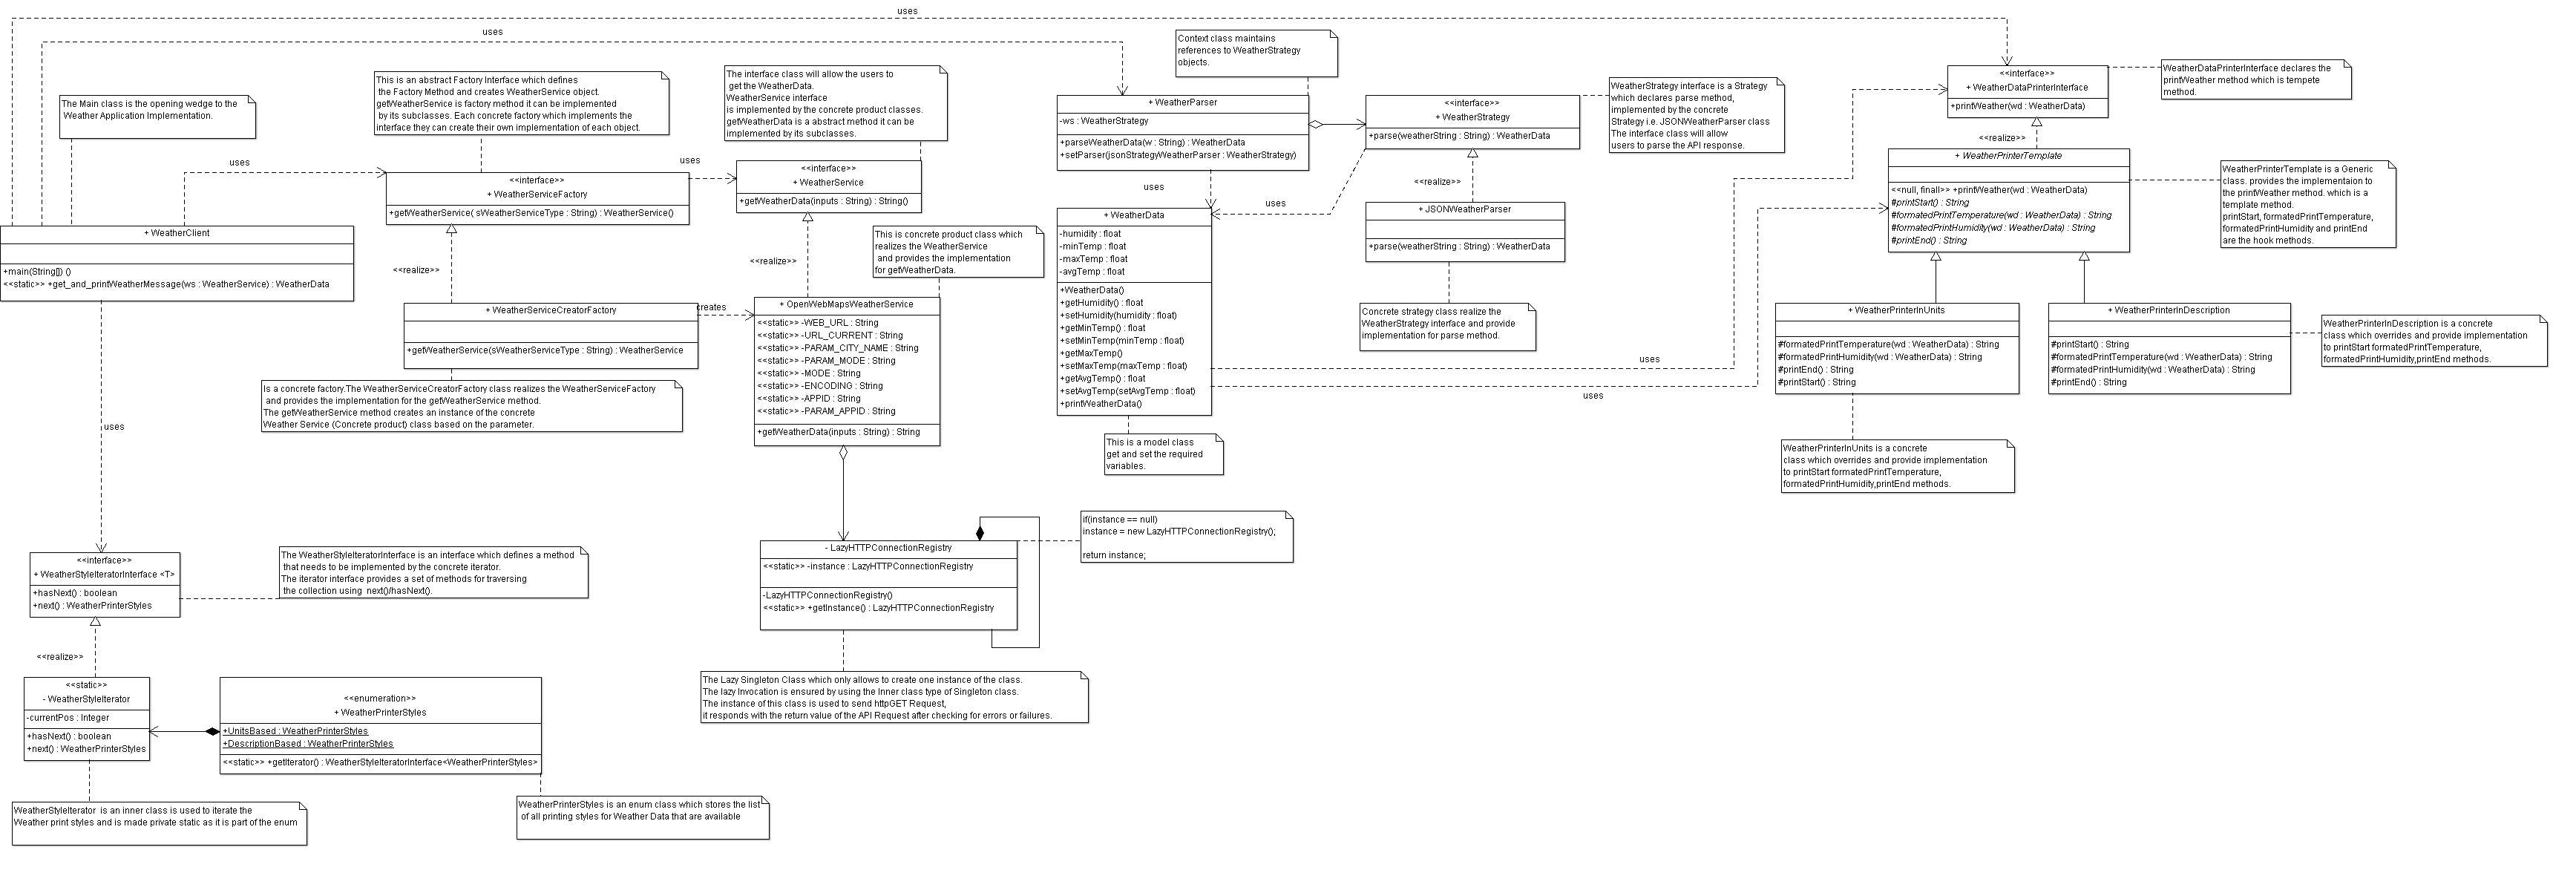 uses
uses
Context class maintains
references to WeatherStrategy
objects.
This is an abstract Factory Interface which defines
the Factory Method and creates WeatherService object.
getWeatherService is factory method it can be implemented
by its subclasses. Each concrete factory which implements the
interface they can create their own implementation of each object.
The interface class will allow the users to
get the WeatherData.
WeatherService interface
is implemented by the concrete product classes.
getWeatherData is a abstract method it can be
implemented by its subclasses.
The Main class is the opening wedge to the
Weather Application Implementation.
+ WeatherParser
-ws : WeatherStrategy
+parseWeatherData(w : String) : WeatherData
+setParser(jsonStrategyWeatherParser : WeatherStrategy)
<<interface>>
+ WeatherStrategy
+parse(weatherString : String) : WeatherData
WeatherStrategy interface is a Strategy
which declares parse method,
implemented by the concrete
Strategy i.e. JSONWeatherParser class
The interface class will allow
users to parse the API response.
<<interface>>
+ WeatherDataPrinterInterface
+printWeather(wd : WeatherData)
WeatherDataPrinterInterface declares the
printWeather method which is tempete
method.
<<realize>>
+ WeatherPrinterTemplate
<<null, final!>> +printWeather(wd : WeatherData)
#printStart() : String
#formatedPrintTemperature(wd : WeatherData) : String
#formatedPrintHumidity(wd : WeatherData) : String
#printEnd() : String
WeatherPrinterTemplate is a Generic
class. provides the implementaion to
the printWeather method. which is a
template method.
printStart, formatedPrintTemperature,
formatedPrintHumidity and printEnd
are the hook methods.
uses
uses
<<interface>>
+ WeatherServiceFactory
+getWeatherService( sWeatherServiceType : String) : WeatherService()
<<interface>>
+ WeatherService
+getWeatherData(inputs : String) : String()
uses
uses
<<realize>>
+ JSONWeatherParser
+parse(weatherString : String) : WeatherData
+ WeatherClient
+main(String[]) ()
<<static>> +get_and_printWeatherMessage(ws : WeatherService) : WeatherData
<<realize>>
<<realize>>
This is concrete product class which
realizes the WeatherService
and provides the implementation
for getWeatherData.
+ WeatherData
-humidity : float
-minTemp : float
-maxTemp : float
-avgTemp : float
+WeatherData()
+getHumidity() : float
+setHumidity(humidity : float)
+getMinTemp() : float
+setMinTemp(minTemp : float)
+getMaxTemp()
+setMaxTemp(maxTemp : float)
+getAvgTemp() : float
+setAvgTemp(setAvgTemp : float)
+printWeatherData()
+ WeatherServiceCreatorFactory
+getWeatherService(sWeatherServiceType : String) : WeatherService
creates
+ OpenWebMapsWeatherService
<<static>> -WEB_URL : String
<<static>> -URL_CURRENT : String
<<static>> -PARAM_CITY_NAME : String
<<static>> -PARAM_MODE : String
<<static>> -MODE : String
<<static>> -ENCODING : String
<<static>> -APPID : String
<<static>> -PARAM_APPID : String
+getWeatherData(inputs : String) : String
Concrete strategy class realize the
WeatherStrategy interface and provide
implementation for parse method.
uses
uses
+ WeatherPrinterInUnits
#formatedPrintTemperature(wd : WeatherData) : String
#formatedPrintHumidity(wd : WeatherData) : String
#printEnd() : String
#printStart() : String
+ WeatherPrinterInDescription
#printStart() : String
#formatedPrintTemperature(wd : WeatherData) : String
#formatedPrintHumidity(wd : WeatherData) : String
#printEnd() : String
WeatherPrinterInDescription is a concrete
class which overrides and provide implementation
to printStart formatedPrintTemperature,
formatedPrintHumidity,printEnd methods.
Is a concrete factory.The WeatherServiceCreatorFactory class realizes the WeatherServiceFactory
and provides the implementation for the getWeatherService method.
The getWeatherService method creates an instance of the concrete
Weather Service (Concrete product) class based on the parameter.
uses
This is a model class
get and set the required
variables.
WeatherPrinterInUnits is a concrete
class which overrides and provide implementation
to printStart formatedPrintTemperature,
formatedPrintHumidity,printEnd methods.
if(instance == null)
instance = new LazyHTTPConnectionRegistry();
return instance;
- LazyHTTPConnectionRegistry
<<static>> -instance : LazyHTTPConnectionRegistry
-LazyHTTPConnectionRegistry()
<<static>> +getInstance() : LazyHTTPConnectionRegistry
<<interface>>
+ WeatherStyleIteratorInterface <T>
+hasNext() : boolean
+next() : WeatherPrinterStyles
The WeatherStyleIteratorInterface is an interface which defines a method
that needs to be implemented by the concrete iterator.
The iterator interface provides a set of methods for traversing
the collection using next()/hasNext().
<<realize>>
<<static>>
- WeatherStyleIterator
-currentPos : Integer
+hasNext() : boolean
+next() : WeatherPrinterStyles
<<enumeration>>
+ WeatherPrinterStyles
+UnitsBased : WeatherPrinterStyles
+DescriptionBased : WeatherPrinterStyles
<<static>> +getIterator() : WeatherStyleIteratorInterface<WeatherPrinterStyles>
The Lazy Singleton Class which only allows to create one instance of the class.
The lazy Invocation is ensured by using the Inner class type of Singleton class.
The instance of this class is used to send httpGET Request,
it responds with the return value of the API Request after checking for errors or failures.
WeatherStyleIterator is an inner class is used to iterate the
Weather print styles and is made private static as it is part of the enum
WeatherPrinterStyles is an enum class which stores the list
of all printing styles for Weather Data that are available